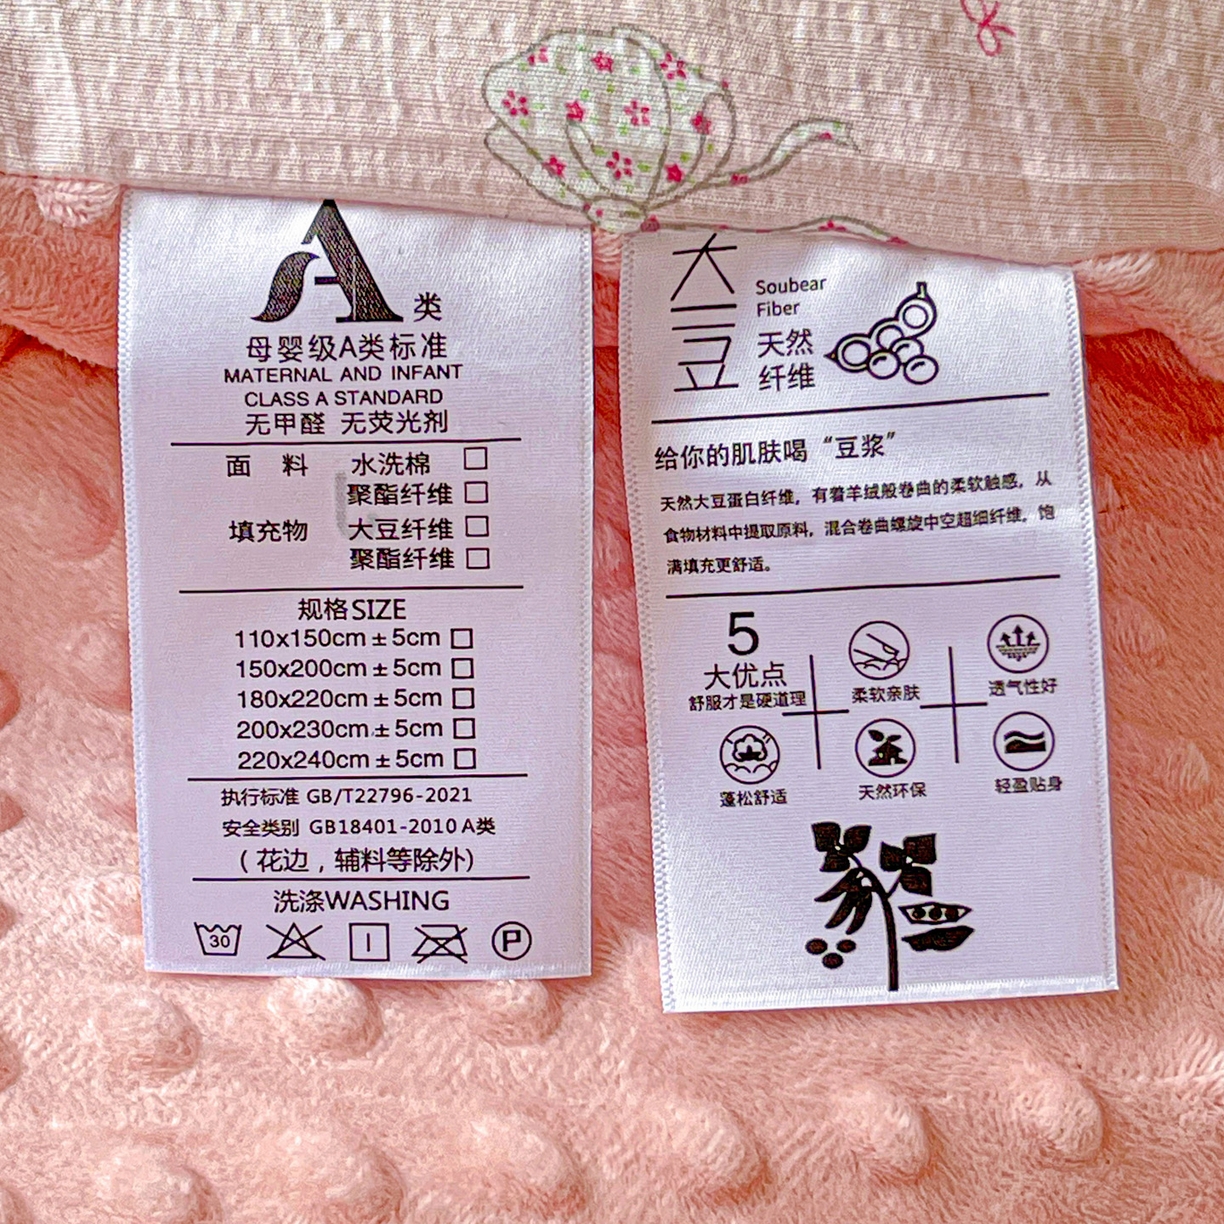 A类
母婴级A类标准
MATERNAL AND INFANT
CLASS A STANDARD
无甲醛 无荧光剂
面 料 水洗棉 □
聚酯纤维 □
填充物 大豆纤维 □
聚酯纤维 □
规格SIZE
110x150cm±5cm □
150x200cm±5cm □
180x220cm±5cm □
200x230cm±5cm □
220x240cm±5cm □
执行标准 GB/T22796-2021
安全类别 GB18401-2010 A类
(花边，辅料等除外)
洗涤WASHING
30
P
大豆
Soubear
Fiber
天然
纤维
给你的肌肤喝“豆浆”
天然大豆蛋白纤维，有着羊绒般卷曲的柔软触感，从
食物材料中提取原料，混合卷曲螺旋中空超细纤维，饱
满填充更舒适。
5
大优点
舒服才是硬道理
柔软亲肤
透气性好
蓬松舒适
天然环保
轻盈贴身